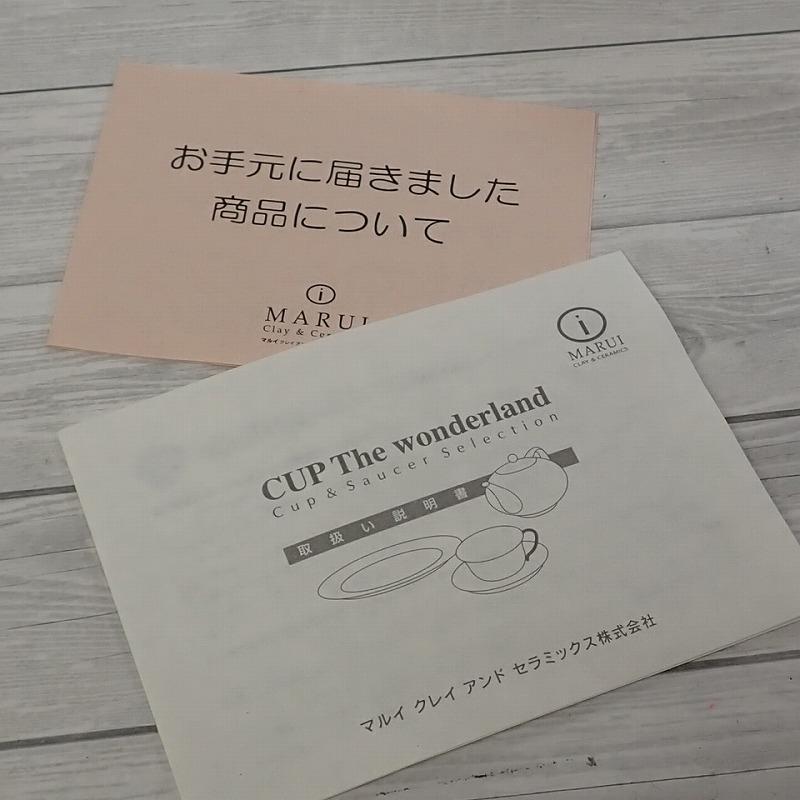 お手元に届きました
商品について
i
MARUI
Clay &
マルイクレイ
i
MARUI
CLAY & CERAMICS
CUP The wonderland
Cup & Saucer Selection
取扱い説明書
マルイ クレイ アンド セラミックス株式会社